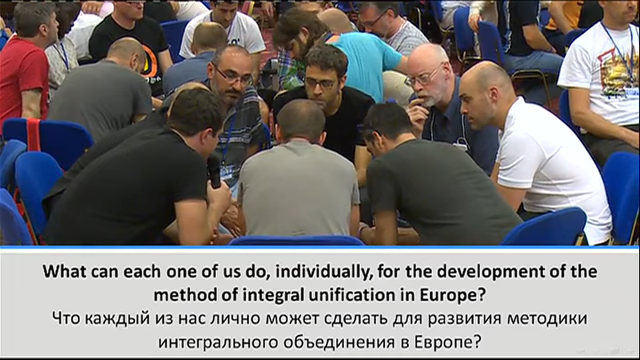 What can each one of us do, individually, for the development of the
method of integral unification in Europe?
Что каждый из нас лично может сделать для развития методики
интегрального объединения в Европе?